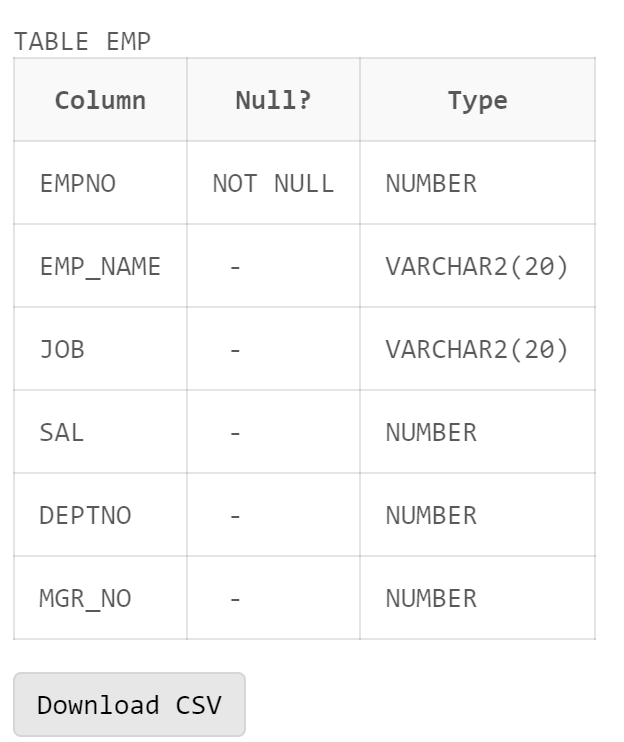 TABLE EMP
Column Null? Type
EMPNO NOT NULL NUMBER
EMP_NAME - VARCHAR2(20)
JOB - VARCHAR2(20)
SAL - NUMBER
DEPTNO - NUMBER
MGR_NO - NUMBER
Download CSV